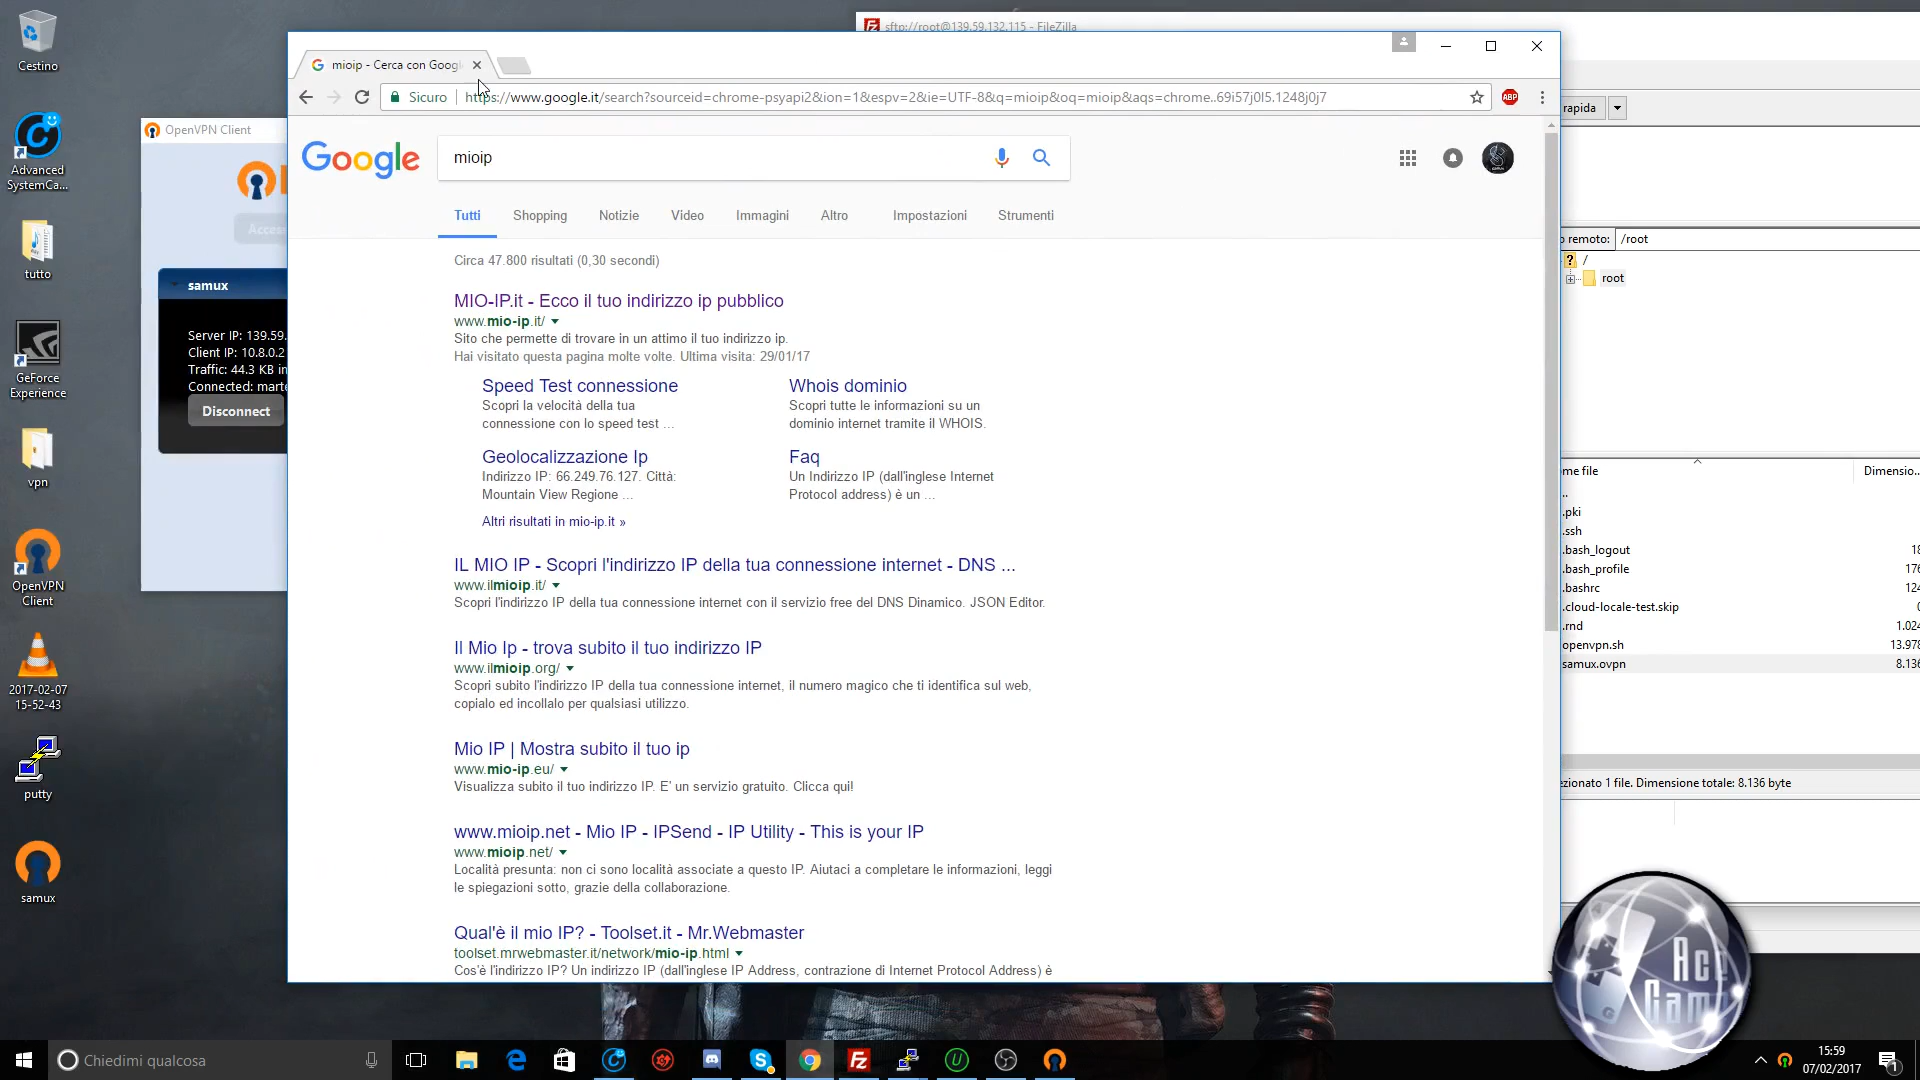 Cestino
Advanced
SystemCa...
tutto
GeForce
Experience
vpn
OpenVPN
Client
2017-02-07
15-52-43
putty
samux
OpenVPN Client
samux
Server IP: 139.59.
Client IP: 10.8.0.2
Traffic: 44.3 KB in
Connected: marte
Disconnect
sftp://root@139.59.132.115 - FileZilla
mioip - Cerca con Googl
Sicuro
https://www.google.it/search?sourceid=chrome-psyapi2&ion=1&espv=2&ie=UTF-8&q=mioip&oq=mioip&aqs=chrome..69i57j0l5.1248j0j7
ABP
Google
mioip
Tutti Shopping Notizie Video Immagini Altro Impostazioni Strumenti
Circa 47.800 risultati (0,30 secondi)
MIO-IP.it - Ecco il tuo indirizzo ip pubblico
www.mio-ip.it/
Sito che permette di trovare in un attimo il tuo indirizzo ip.
Hai visitato questa pagina molte volte. Ultima visita: 29/01/17
Speed Test connessione
Scopri la velocità della tua
connessione con lo speed test ...
Whois dominio
Scopri tutte le informazioni su un
dominio internet tramite il WHOIS.
Geolocalizzazione Ip
Indirizzo IP: 66.249.76.127. Città:
Mountain View Regione ...
Faq
Un Indirizzo IP (dall'inglese Internet
Protocol address) è un ...
Altri risultati in mio-ip.it »
IL MIO IP - Scopri l'indirizzo IP della tua connessione internet - DNS ...
www.ilmioip.it/
Scopri l'indirizzo IP della tua connessione internet con il servizio free del DNS Dinamico. JSON Editor.
Il Mio Ip - trova subito il tuo indirizzo IP
www.ilmioip.org/
Scopri subito l'indirizzo IP della tua connessione internet, il numero magico che ti identifica sul web,
copialo ed incollalo per qualsiasi utilizzo.
Mio IP | Mostra subito il tuo ip
www.mio-ip.eu/
Visualizza subito il tuo indirizzo IP. E' un servizio gratuito. Clicca qui!
www.mioip.net - Mio IP - IPSend - IP Utility - This is your IP
www.mioip.net/
Località presunta: non ci sono località associate a questo IP. Aiutaci a completare le informazioni, leggi
le spiegazioni sotto, grazie della collaborazione.
Qual'è il mio IP? - Toolset.it - Mr.Webmaster
toolset.mrwebmaster.it/network/mio-ip.html
Cos'è l'indirizzo IP? Un indirizzo IP (dall'inglese IP Address, contrazione di Internet Protocol Address) è
rapida
o remoto: /root
/
root
me file Dimensio...
..
.pki
.ssh
.bash_logout 18
.bash_profile 176
.bashrc 124
.cloud-locale-test.skip 0
.rnd 1.024
openvpn.sh 13.978
samux.ovpn 8.136
ezionato 1 file. Dimensione totale: 8.136 byte
Ace
Game
Chiedimi qualcosa
15:59
07/02/2017
1